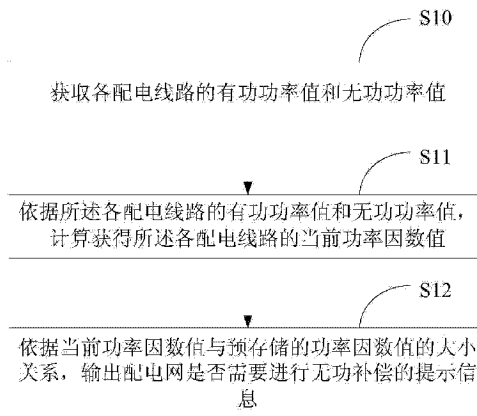 S10
获取各配电线路的有功功率值和无功功率值
S11
依据所述各配电线路的有功功率值和无功功率值，
计算获得所述各配电线路的当前功率因数值
S12
依据当前功率因数值与预存储的功率因数值的大小
关系，输出配电网是否需要进行无功补偿的提示信
息